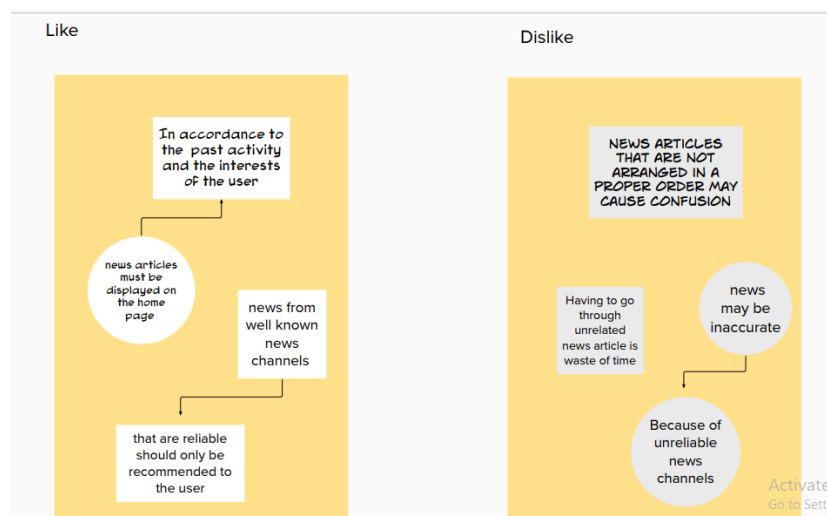 Like
In accordance to
the past activity
and the interests
of the user
news articles
must be
displayed on
the home
page
news from
well known
news
channels
that are reliable
should only be
recommended to
the user
Dislike
NEWS ARTICLES
THAT ARE NOT
ARRANGED IN A
PROPER ORDER MAY
CAUSE CONFUSION
Having to go
through
unrelated
news article is
waste of time
news
may be
inaccurate
Because of
unreliable
news
channels
Activate
Go to Sett